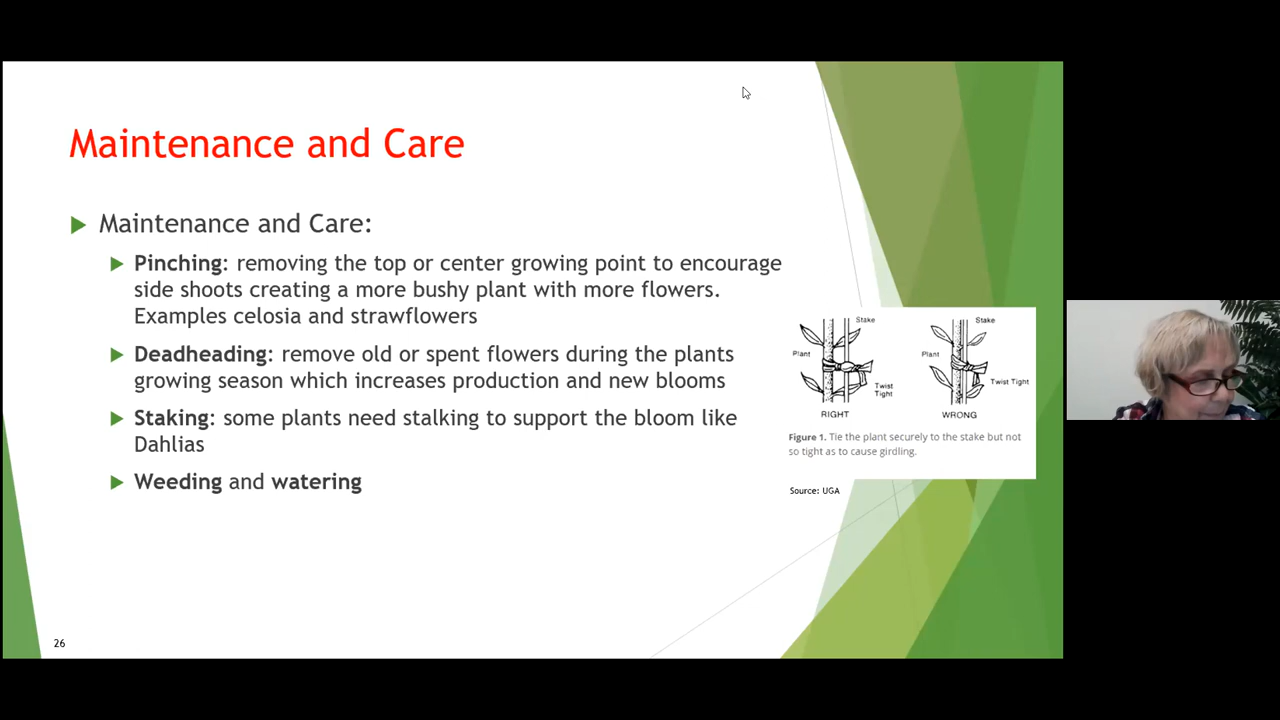 Maintenance and Care
Maintenance and Care:
Pinching: removing the top or center growing point to encourage
side shoots creating a more bushy plant with more flowers.
Examples celosia and strawflowers
Deadheading: remove old or spent flowers during the plants
growing season which increases production and new blooms
Staking: some plants need stalking to support the bloom like
Dahlias
Weeding and watering
Stake
Plant
Twist
Tight
RIGHT
Stake
Plant
Twist Tight
WRONG
Figure 1. Tie the plant securely to the stake but not
so tight as to cause girdling.
Source: UGA
26